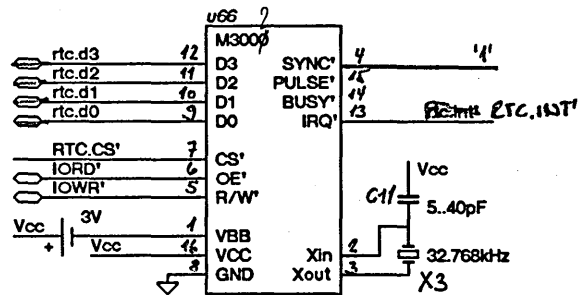 u66
M3000 2
rtc.d3 12 D3 SYNC' 4 '1'
rtc.d2 11 D2 PULSE' 15
rtc.d1 10 D1 BUSY' 14
rtc.d0 9 D0 IRQ' 13 RTC.INT'
RTC.CS' 7 CS'
IORD' 6 OE'
IOWR' 5 R/W'
Vcc
C11 5..40pF
Vcc + 3V 1 VBB
Vcc 16 VCC Xin 2 32.768kHz
8 GND Xout 3 X3